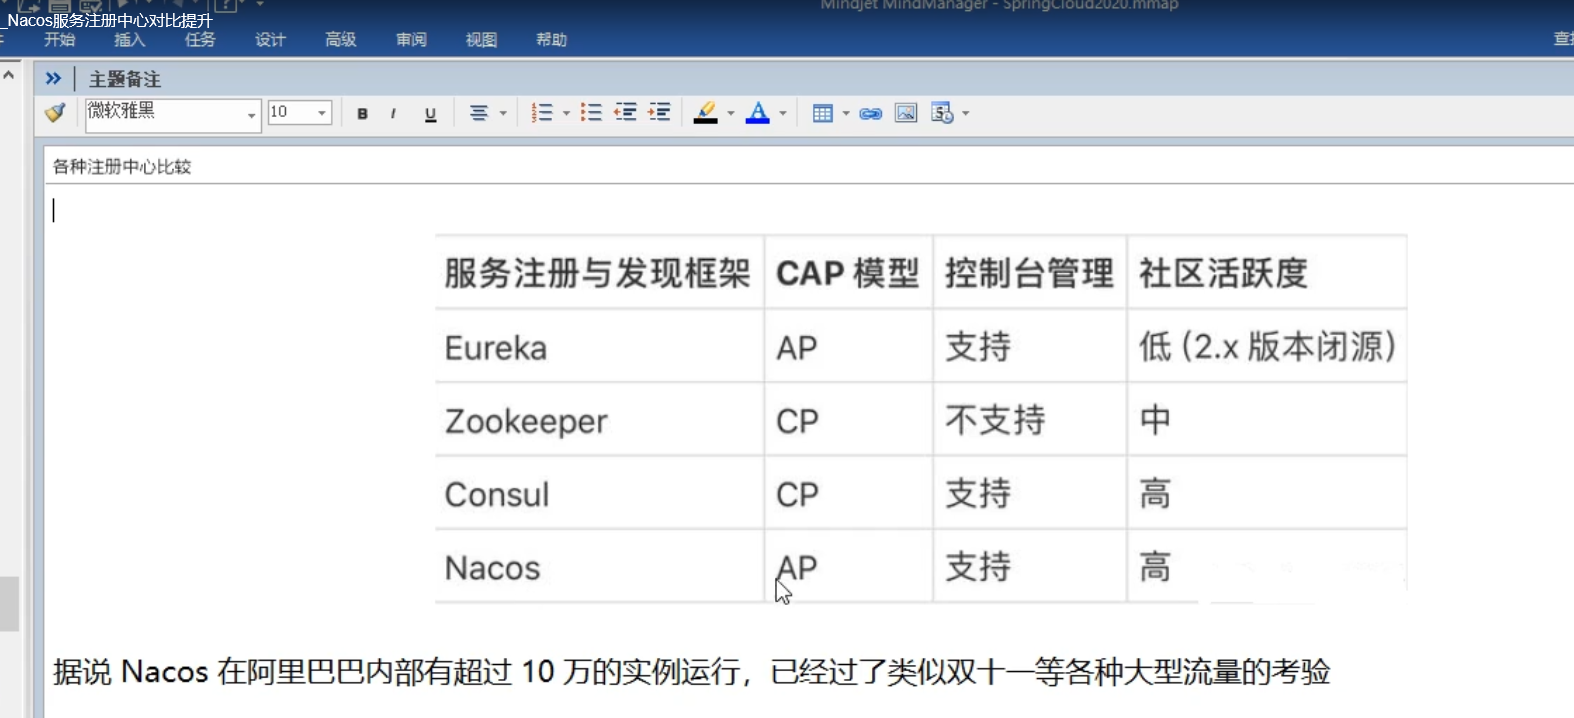 Mindjet MindManager - SpringCloud2020.mmap
_Nacos服务注册中心对比提升
开始 插入 任务 设计 高级 审阅 视图 帮助
主题备注
微软雅黑 10 B I U A
各种注册中心比较
服务注册与发现框架 CAP 模型 控制台管理 社区活跃度
Eureka AP 支持 低 (2.x 版本闭源)
Zookeeper CP 不支持 中
Consul CP 支持 高
Nacos AP 支持 高
据说 Nacos 在阿里巴巴内部有超过 10 万的实例运行，已经过了类似双十一等各种大型流量的考验